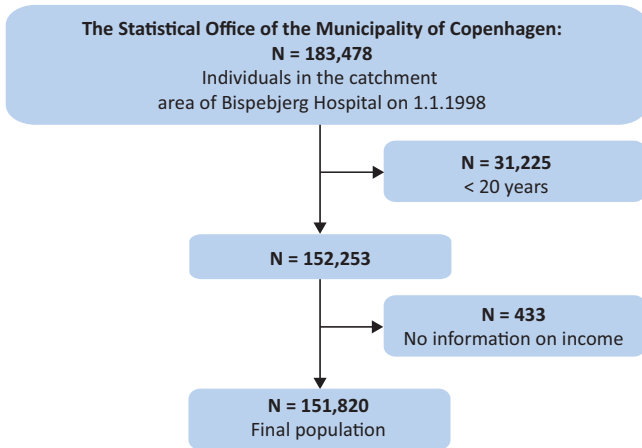 The Statistical Office of the Municipality of Copenhagen:
N = 183,478
Individuals in the catchment
area of Bispebjerg Hospital on 1.1.1998
N = 31,225
< 20 years
N = 152,253
N = 433
No information on income
N = 151,820
Final population